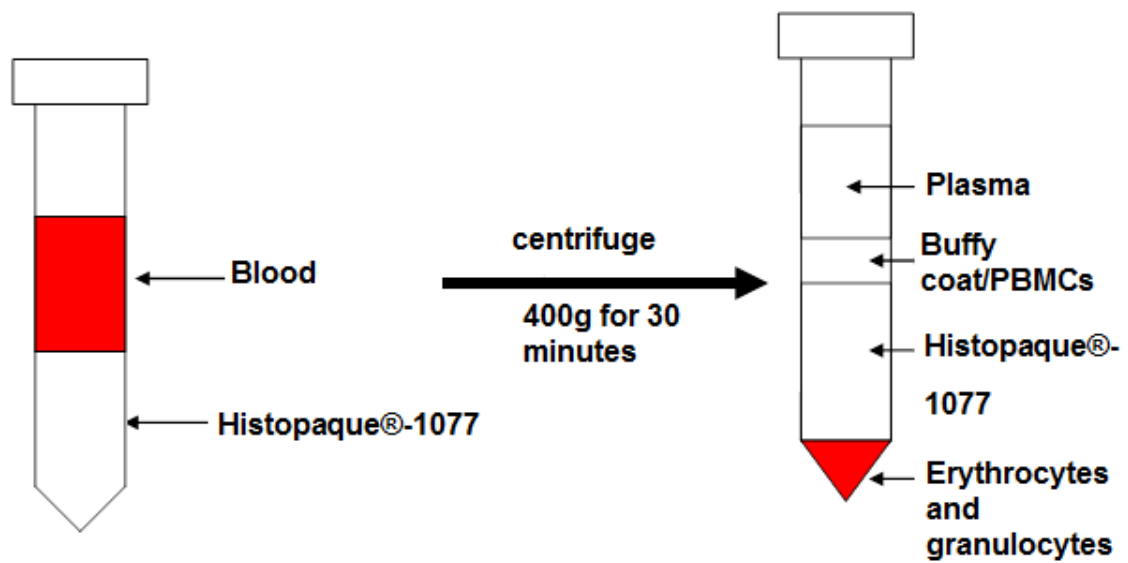 Blood
Histopaque®-1077
centrifuge
400g for 30
minutes
Plasma
Buffy
coat/PBMCs
Histopaque®-
1077
Erythrocytes
and
granulocytes